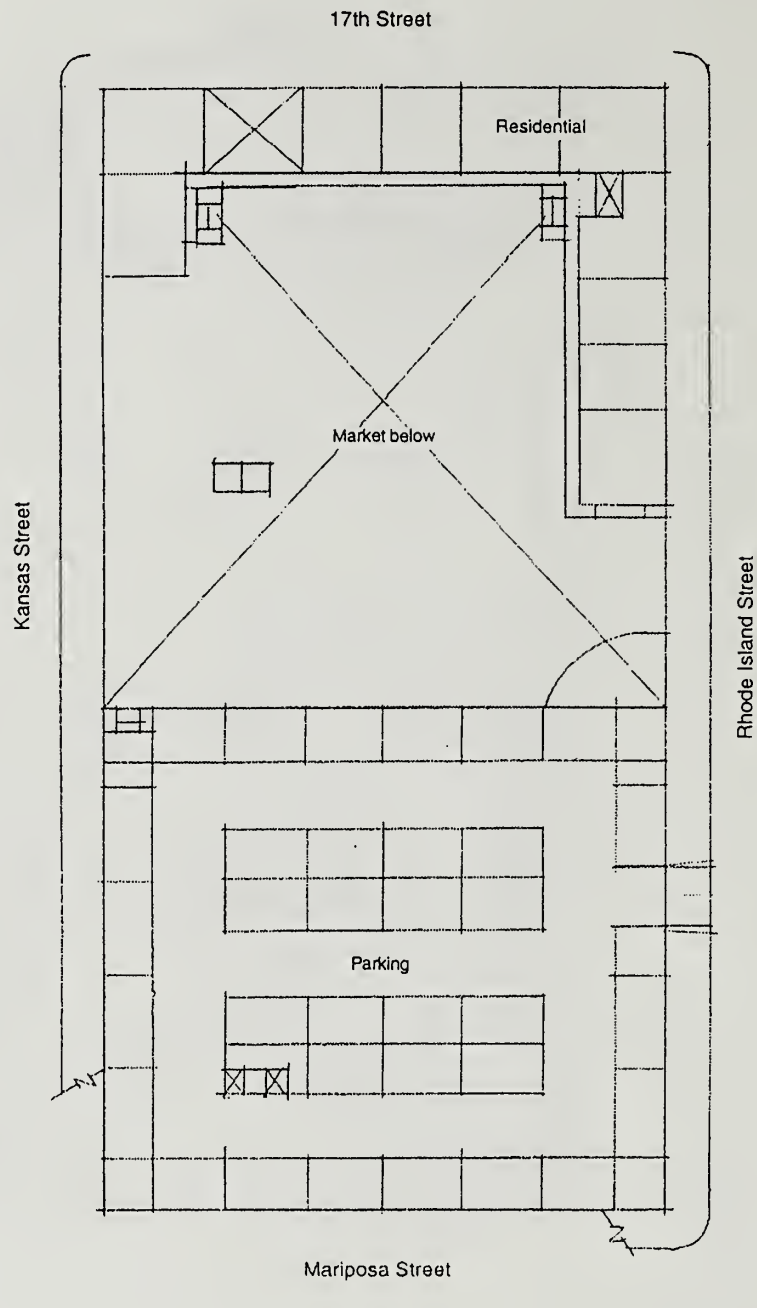 17th Street
Residential
Market below
Kansas Street
Rhode Island Street
Parking
Mariposa Street